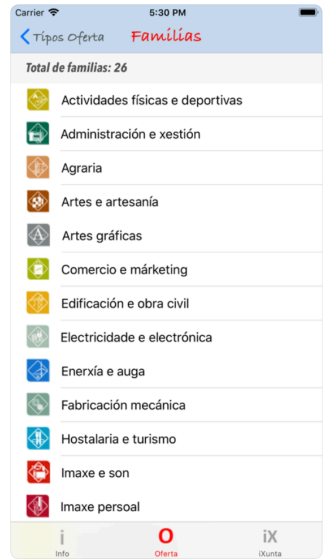 Carrier 5:30 PM
Tipos Oferta Familias
Total de familias: 26
Actividades físicas e deportivas
Administración e xestión
Agraria
Artes e artesanía
A Artes gráficas
Comercio e márketing
Edificación e obra civil
Electricidade e electrónica
Enerxía e auga
Fabricación mecánica
Hostalaria e turismo
Imaxe e son
Imaxe persoal
i O iX
Info Oferta iXunta